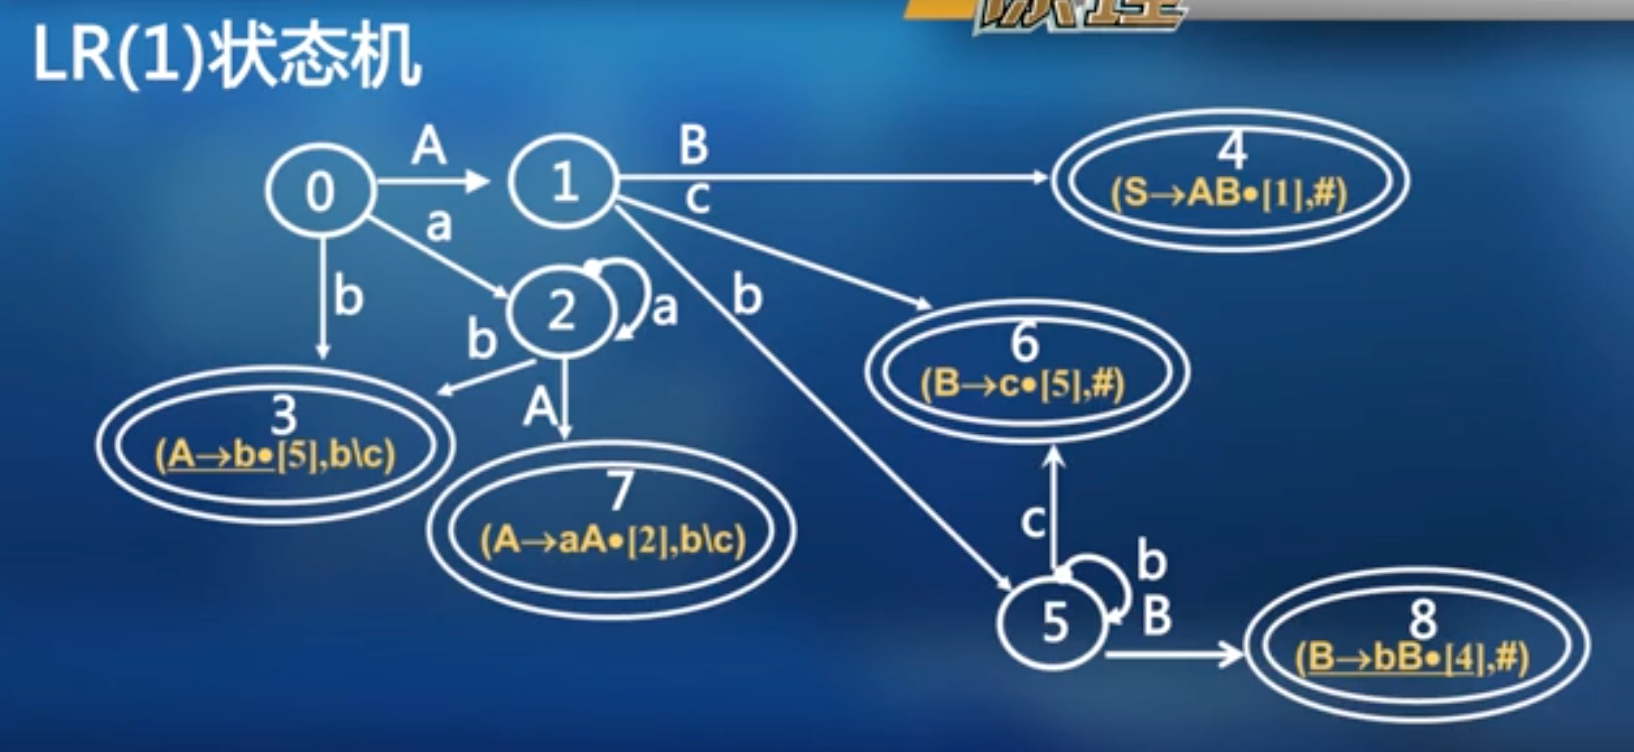 LR(1)状态机
0
A
1
B
4
(S→AB•[1],#)
c
a
b
2
a
b
b
6
(B→c•[5],#)
3
(A→b•[5],b\c)
A
7
(A→aA•[2],b\c)
c
b
5
B
8
(B→bB•[4],#)